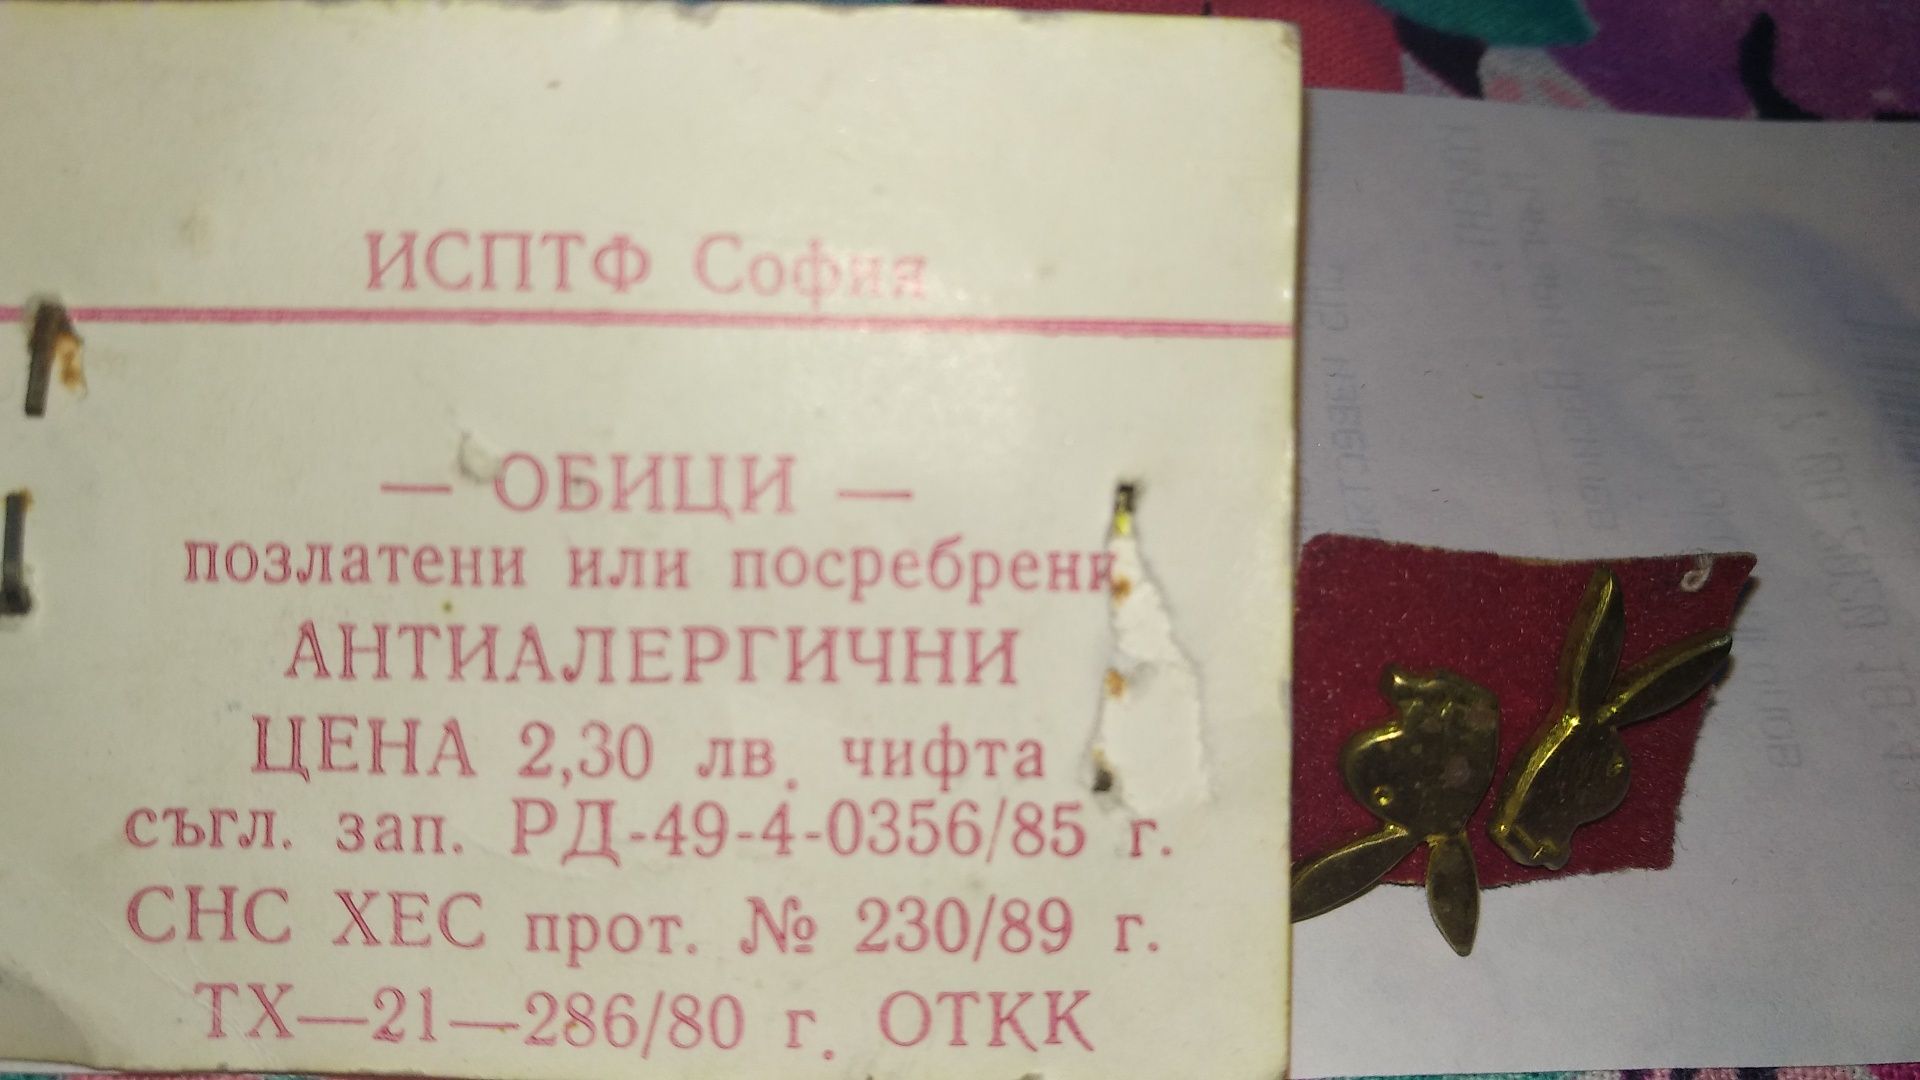 ИСПТФ София
— ОБИЦИ —
позлатени или посребрени
АНТИАЛЕРГИЧНИ
ЦЕНА 2,30 лв. чифта
съгл. зап. РД-49-4-0356/85 г.
СНС ХЕС прот. № 230/89 г.
ТХ—21—286/80 г. ОТКК